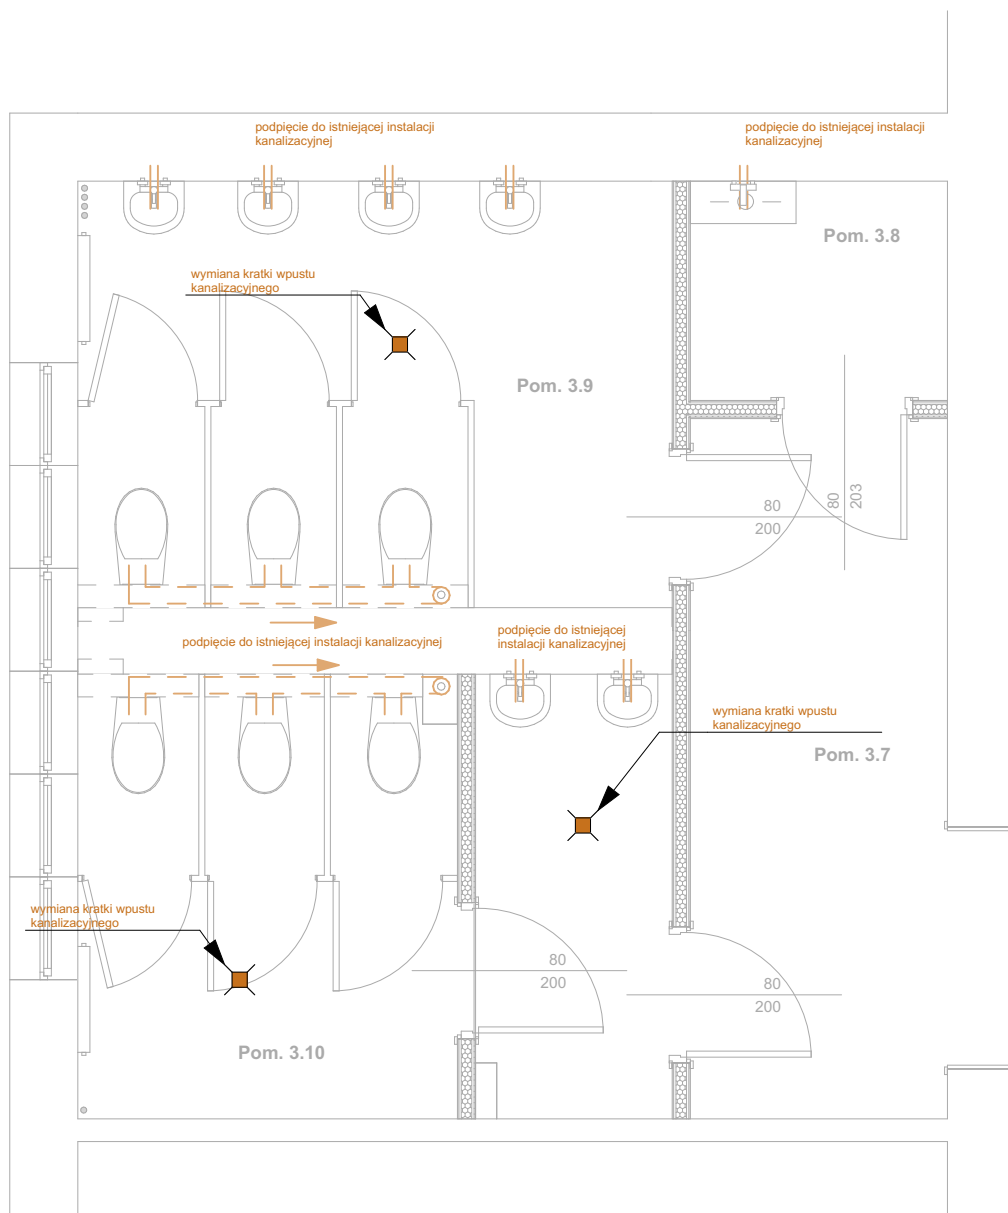 podpięcie do istniejącej instalacji
kanalizacyjnej
podpięcie do istniejącej instalacji
kanalizacyjnej
Pom. 3.8
wymiana kratki wpustu
kanalizacyjnego
Pom. 3.9
80
200
80
203
podpięcie do istniejącej instalacji kanalizacyjnej
podpięcie do istniejącej
instalacji kanalizacyjnej
wymiana kratki wpustu
kanalizacyjnego
Pom. 3.7
wymiana kratki wpustu
kanalizacyjnego
80
200
80
200
Pom. 3.10